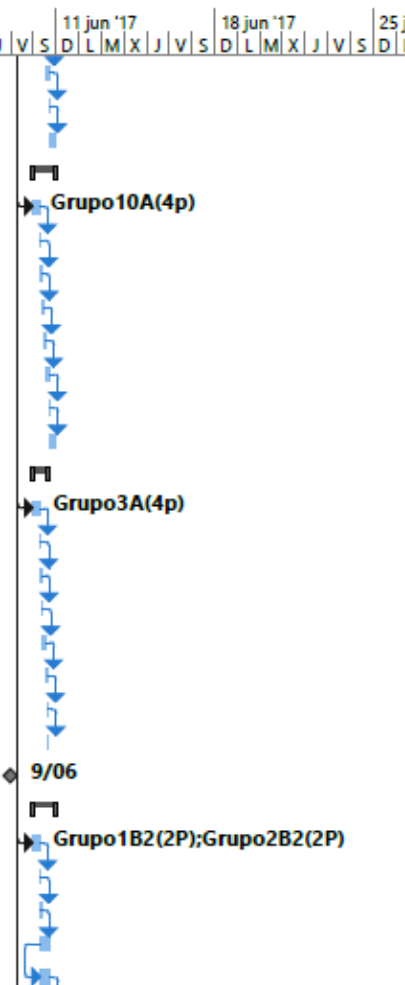 11 jun '17 18 jun '17 25 j
V S D L M X J V S D L M X J V S D
Grupo10A(4p)
Grupo3A(4p)
9/06
Grupo1B2(2P);Grupo2B2(2P)